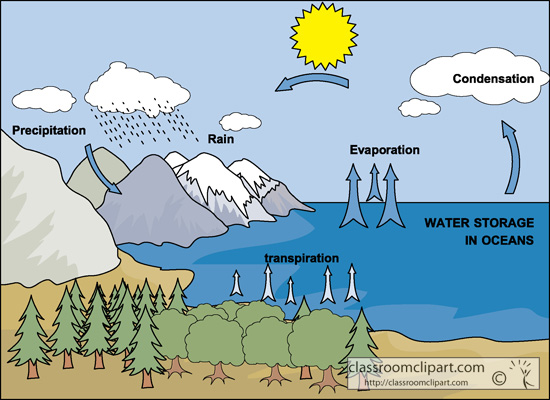 Condensation
Precipitation
Rain
Evaporation
WATER STORAGE
IN OCEANS
transpiration
classroomclipart.com
http://classroomclipart.com
©